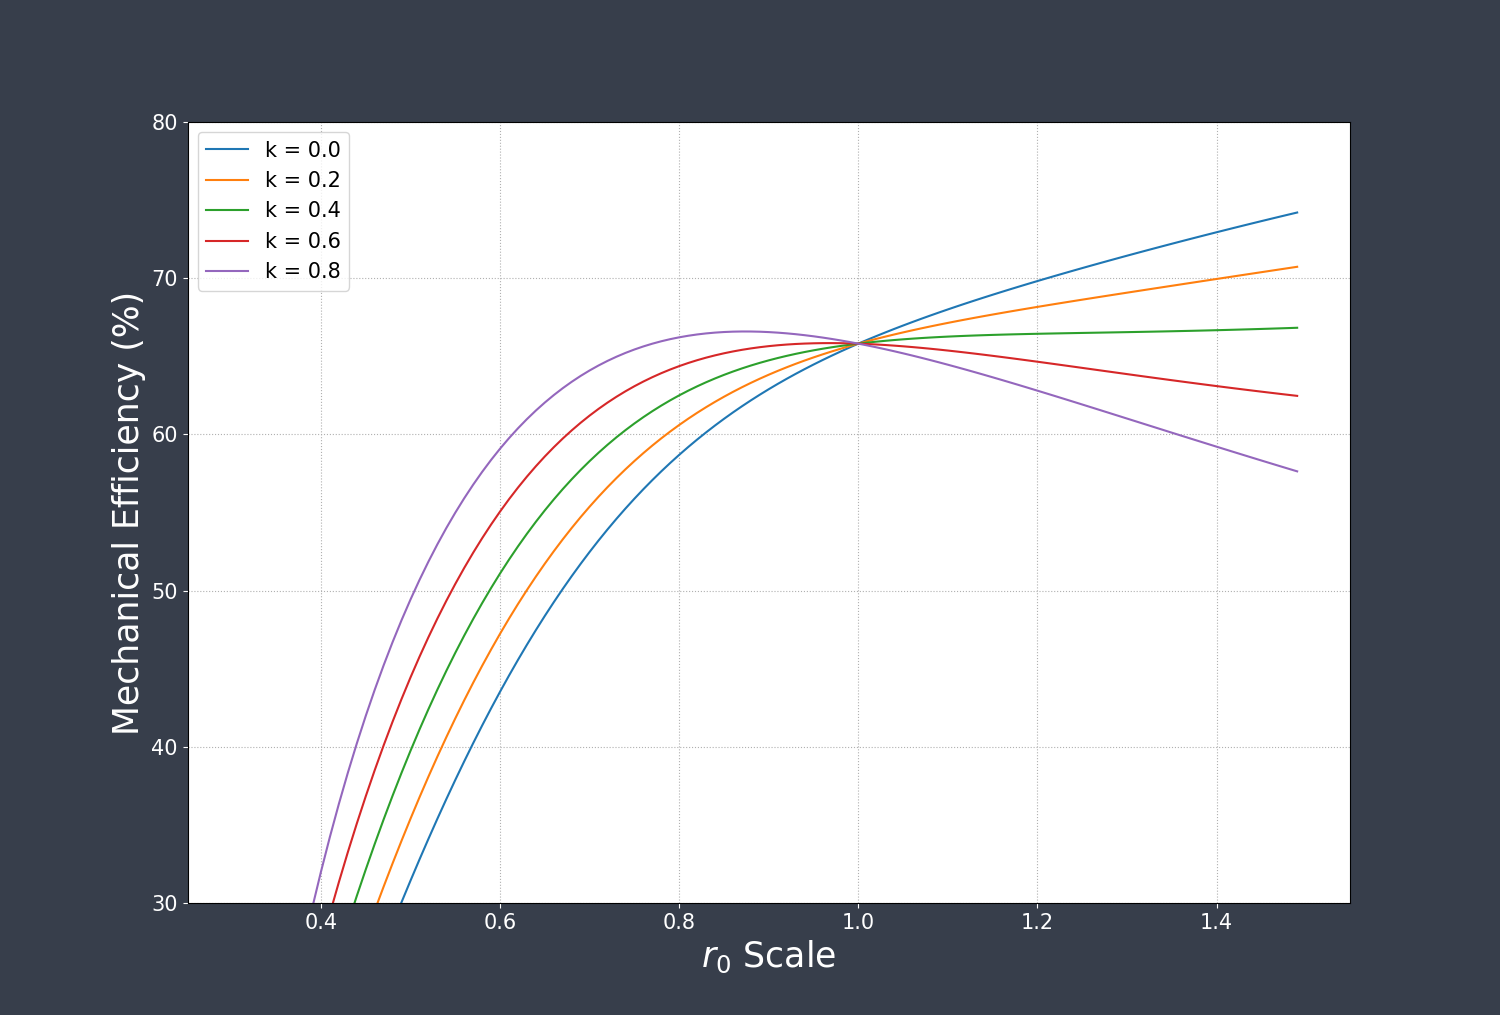 80
70
60
50
40
30
Mechanical Efficiency (%)
k = 0.0
k = 0.2
k = 0.4
k = 0.6
k = 0.8
0.4 0.6 0.8 1.0 1.2 1.4
r₀ Scale